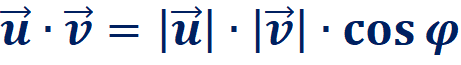 u⃗ · v⃗ = |u⃗| · |v⃗| · cos φ